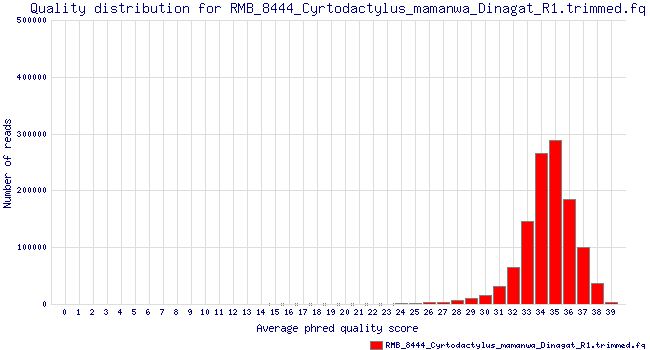 Quality distribution for RMB_8444_Cyrtodactylus_mamanwa_Dinagat_R1.trimmed.fq
500000
400000
300000
200000
100000
0
Number of reads
0 1 2 3 4 5 6 7 8 9 10 11 12 13 14 15 16 17 18 19 20 21 22 23 24 25 26 27 28 29 30 31 32 33 34 35 36 37 38 39
Average phred quality score
RMB_8444_Cyrtodactylus_mamanwa_Dinagat_R1.trimmed.fq